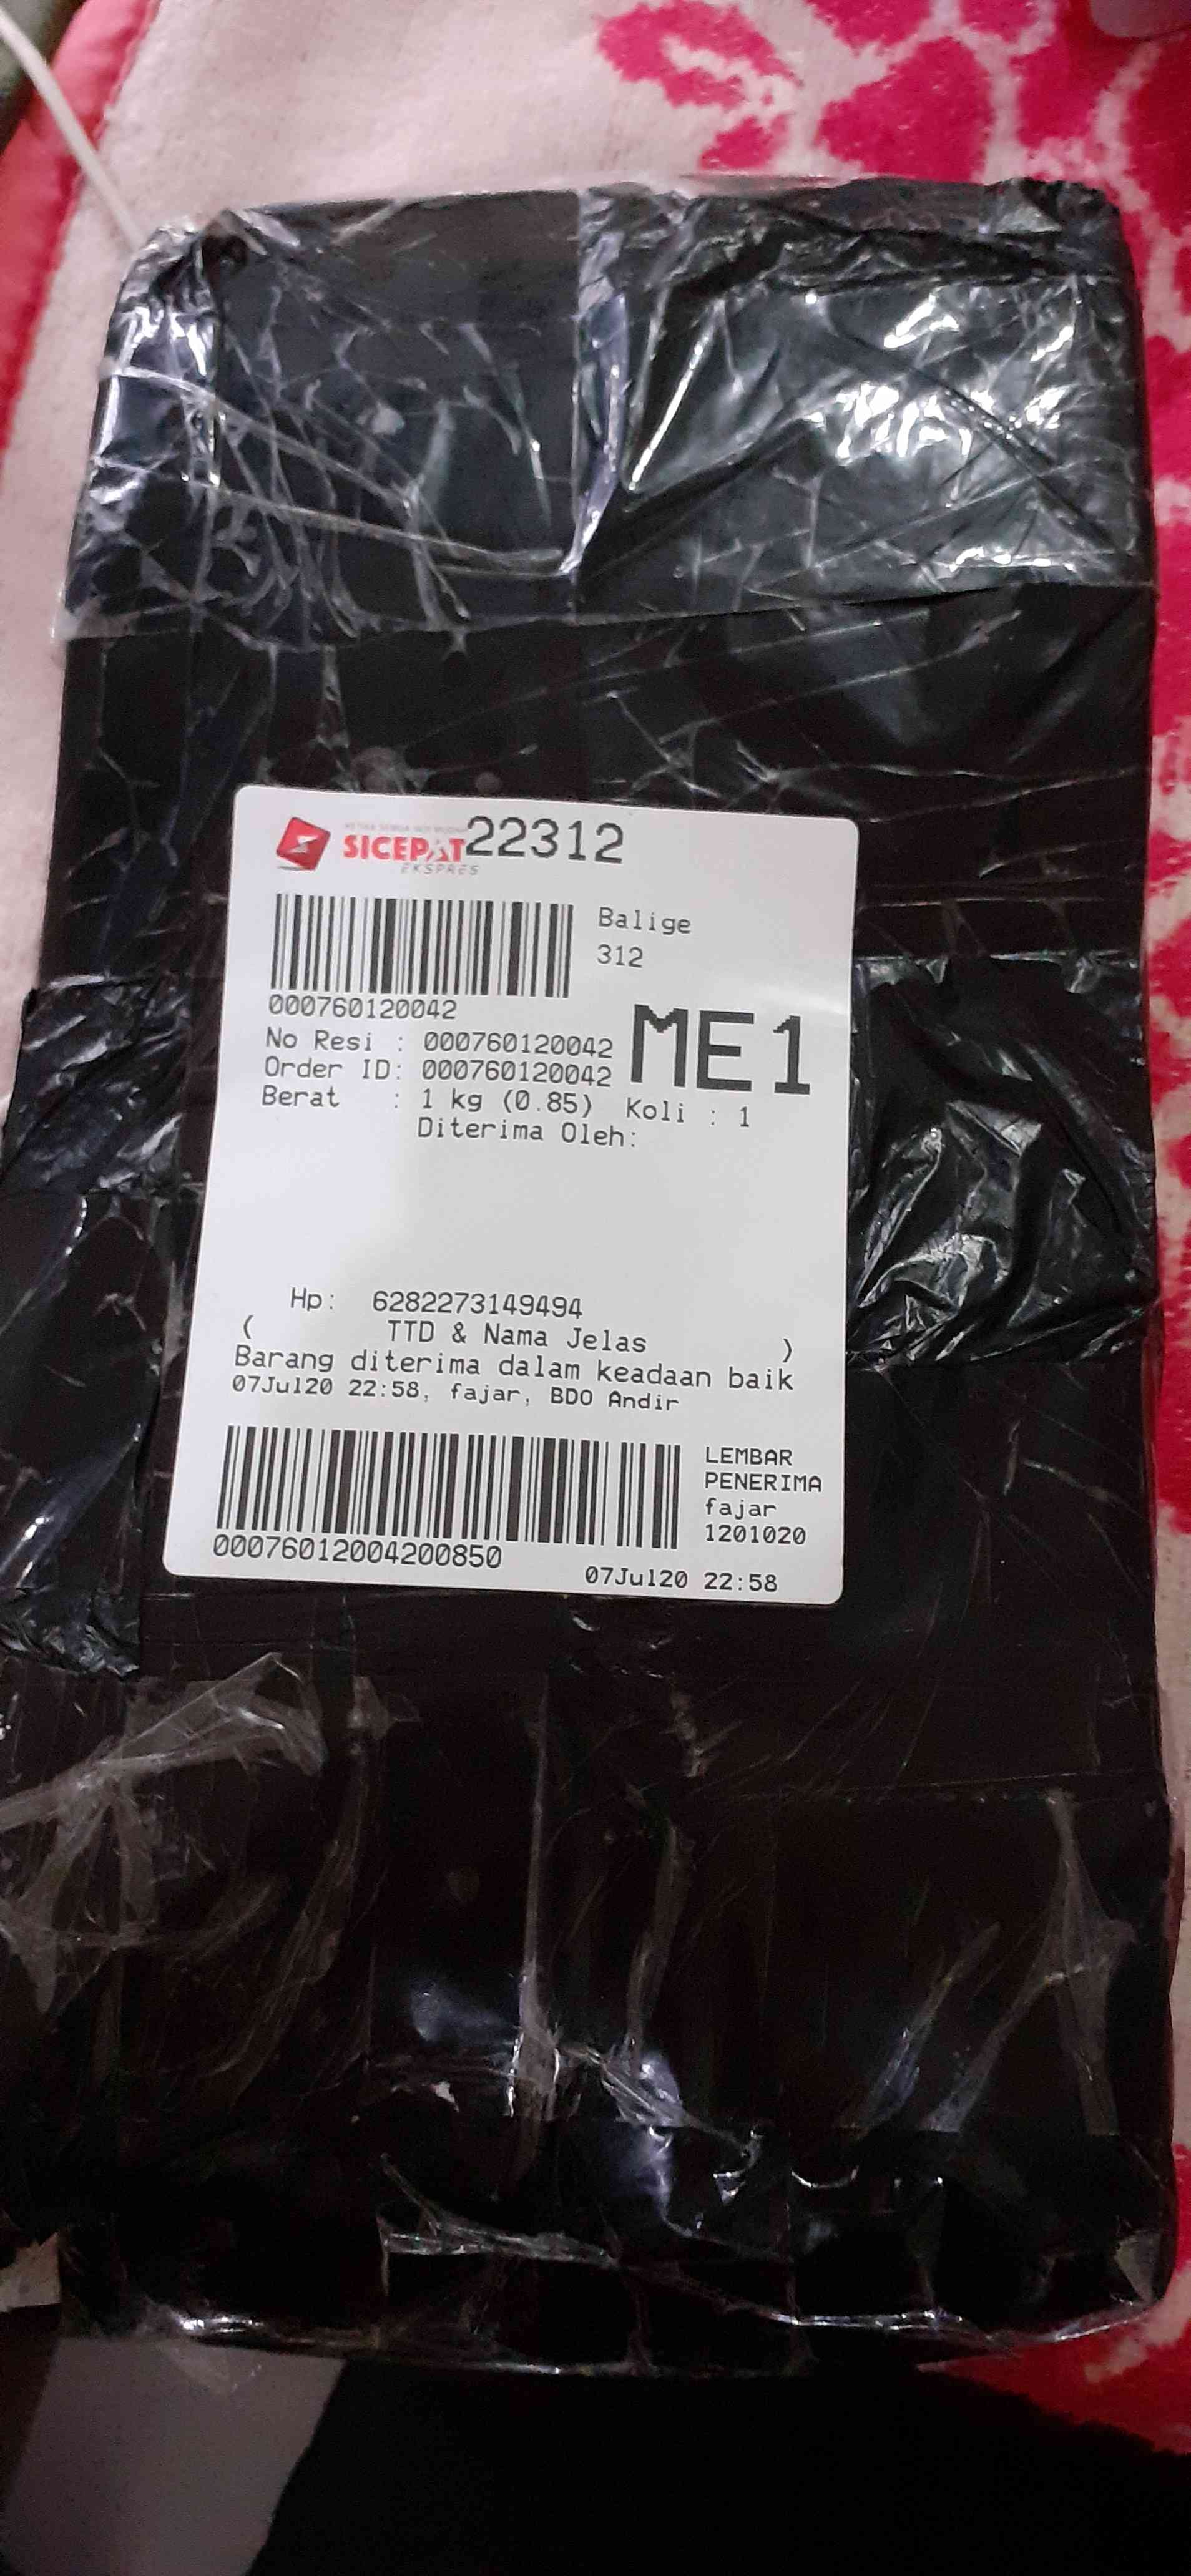 SICEPAT 22312
EKSPRES
Balige
312
000760120042
ME1
No Resi : 000760120042
Order ID: 000760120042
Berat : 1 kg (0.85) Koli : 1
Diterima Oleh:
Hp: 6282273149494
( TTD & Nama Jelas )
Barang diterima dalam keadaan baik
07Jul20 22:58, fajar, BDO Andir
LEMBAR
PENERIMA
fajar
1201020
00076012004200850
07Jul20 22:58